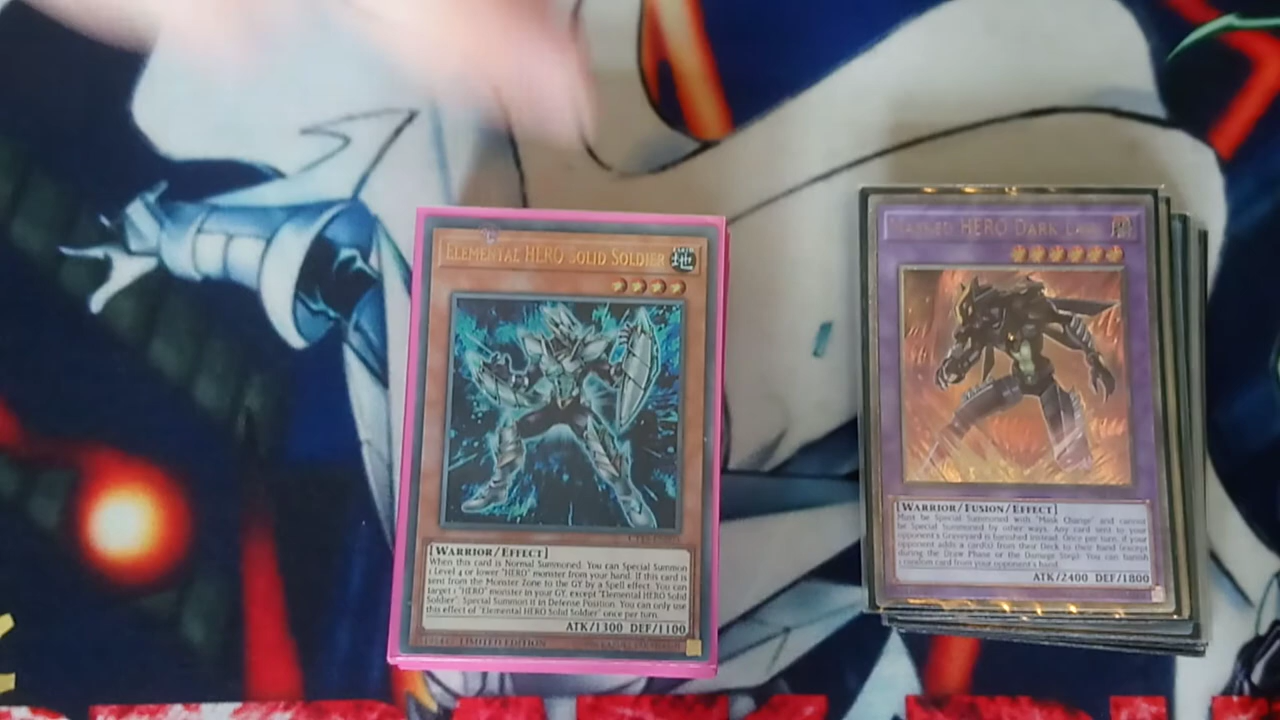 ELEMENTAL HERO SOLID SOLDIER
[WARRIOR/EFFECT]
When this card is Normal Summoned: You can Special Summon
1 Level 4 or lower "HERO" monster from your hand. If this card is
sent from the Monster Zone to the GY by a Spell effect: You can
target 1 "HERO" monster in your GY, except "Elemental HERO Solid
Soldier"; Special Summon it in Defense Position. You can only use
this effect of "Elemental HERO Solid Soldier" once per turn.
ATK/1300 DEF/1100
LIMITED EDITION
MASKED HERO DARK LAW
[WARRIOR/FUSION/EFFECT]
Must be Special Summoned with "Mask Change" and cannot
be Special Summoned by other ways. Any card sent to your
opponent's Graveyard is banished instead. Once per turn, if your
opponent adds a card(s) from their Deck to their hand (except
during the Draw Phase or the Damage Step): You can banish
1 random card from your opponent's hand.
ATK/2400 DEF/1800